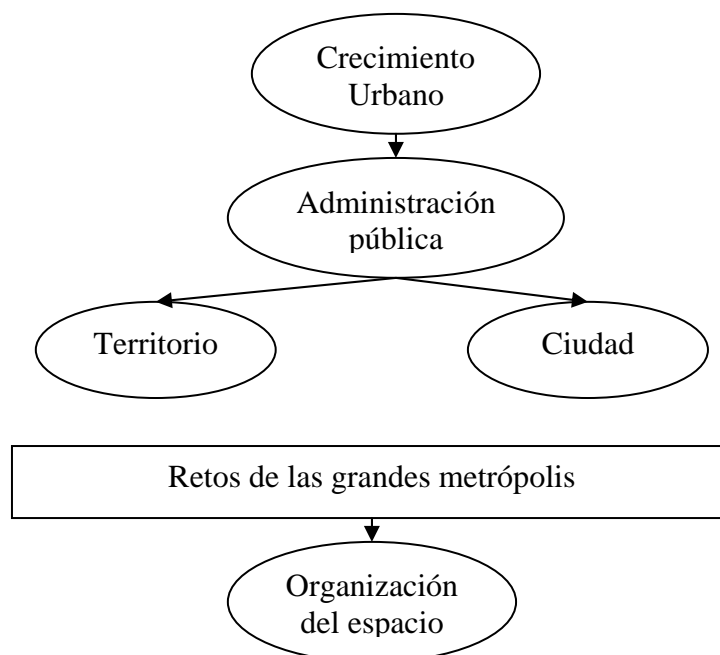 Crecimiento
Urbano
Administración
pública
Territorio
Ciudad
Retos de las grandes metrópolis
Organización
del espacio